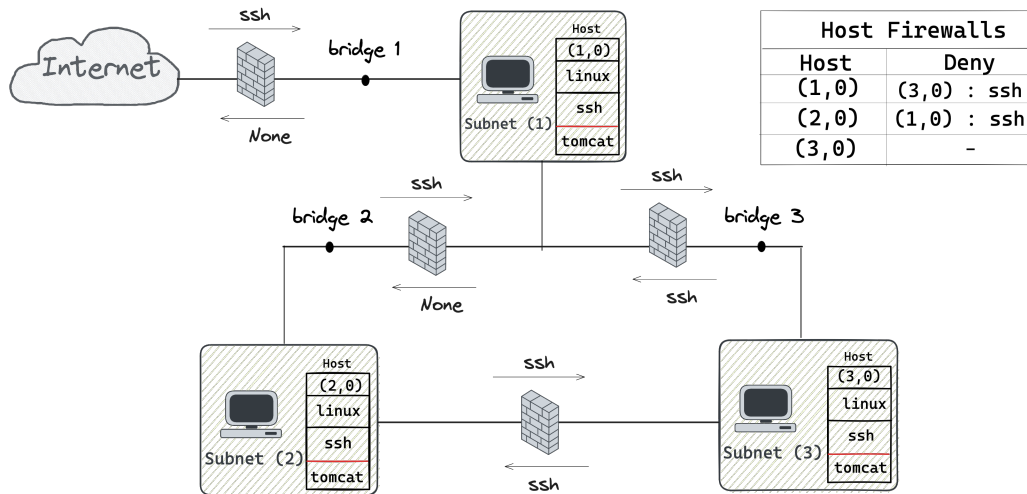 ssh
Internet
bridge 1
None
Host
(1,0)
linux
ssh
tomcat
Subnet (1)
Host Firewalls
Host Deny
(1,0) (3,0) : ssh
(2,0) (1,0) : ssh
(3,0) -
bridge 2
ssh
None
ssh
bridge 3
ssh
Host
(2,0)
linux
ssh
tomcat
Subnet (2)
ssh
ssh
Host
(3,0)
linux
ssh
tomcat
Subnet (3)